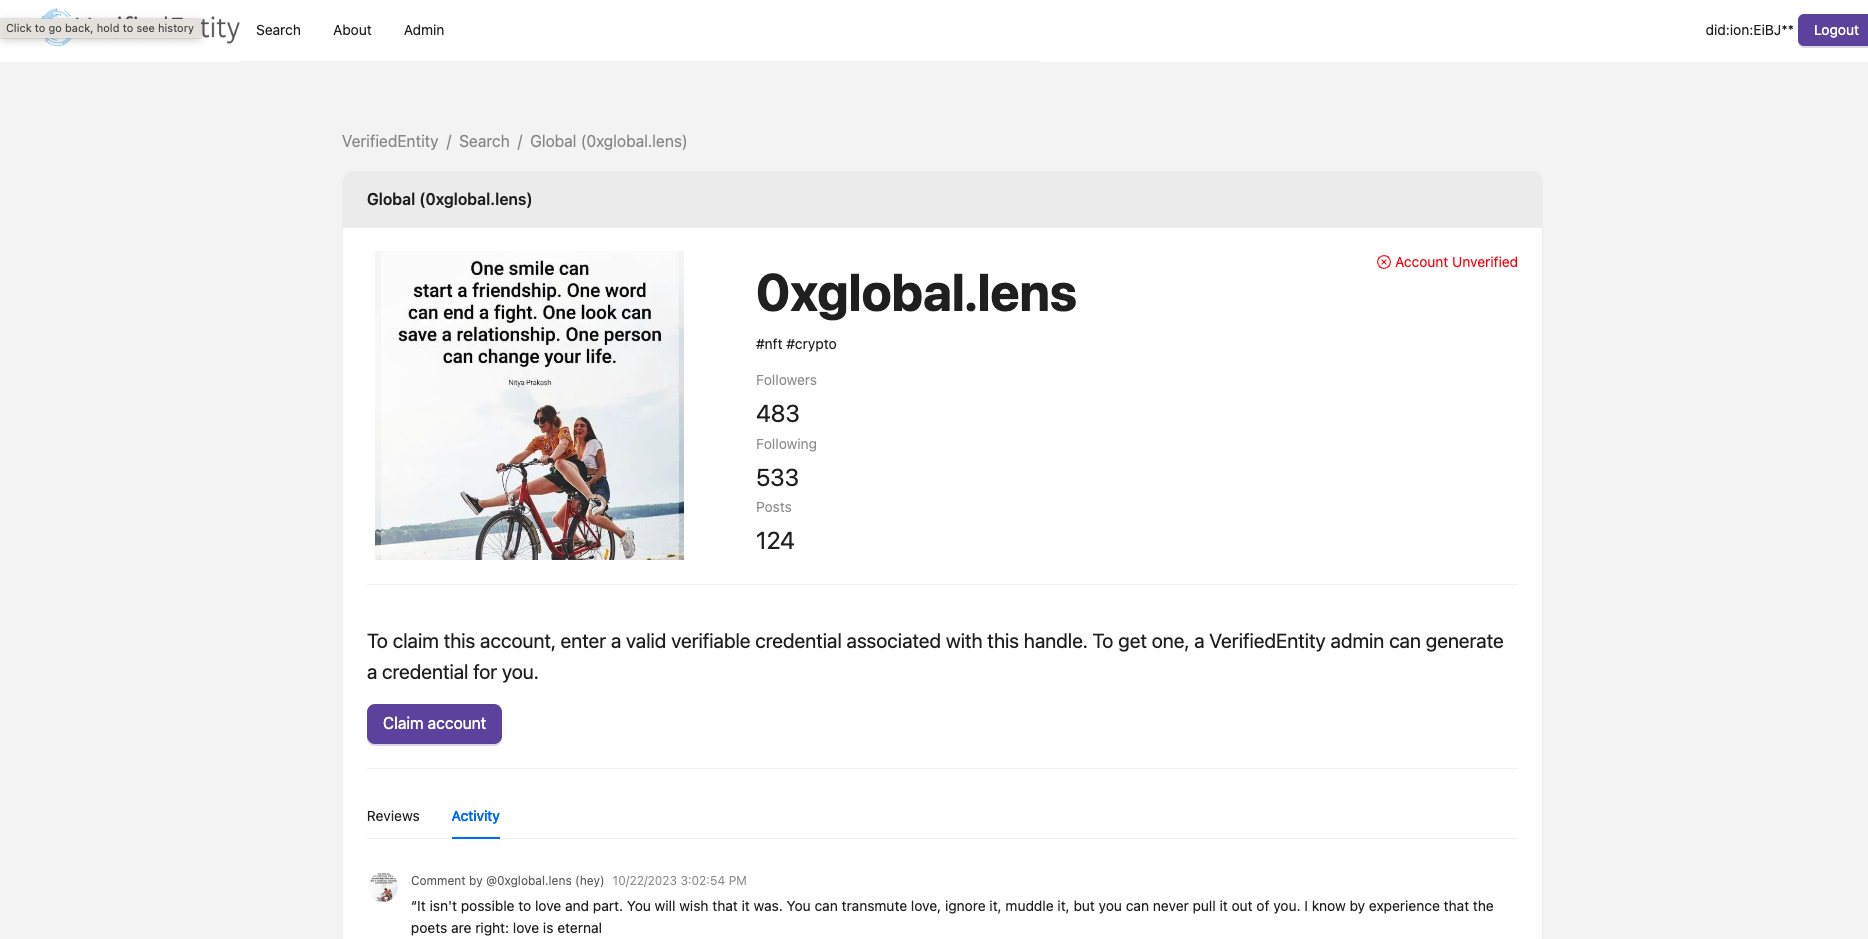 Click to go back, hold to see history
Search
About
Admin
did:ion:EiBJ**
Logout
VerifiedEntity / Search / Global (0xglobal.lens)
Global (0xglobal.lens)
One smile can
start a friendship. One word
can end a fight. One look can
save a relationship. One person
can change your life.
Nitya Prakash
0xglobal.lens
Account Unverified
#nft #crypto
Followers
483
Following
533
Posts
124
To claim this account, enter a valid verifiable credential associated with this handle. To get one, a VerifiedEntity admin can generate
a credential for you.
Claim account
Reviews
Activity
Comment by @0xglobal.lens (hey) 10/22/2023 3:02:54 PM
“It isn't possible to love and part. You will wish that it was. You can transmute love, ignore it, muddle it, but you can never pull it out of you. I know by experience that the
poets are right: love is eternal